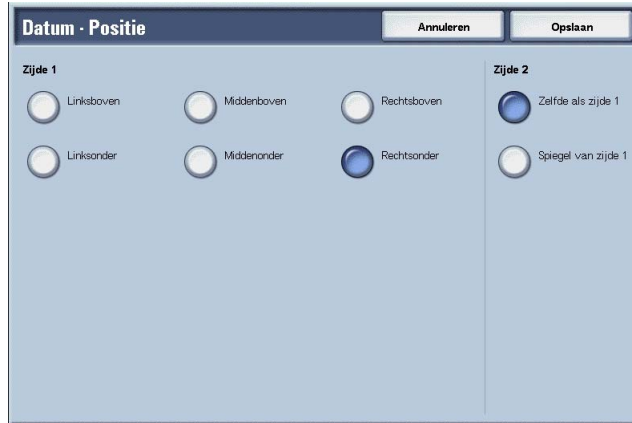 Datum - Positie
Annuleren
Opslaan
Zijde 1
Zijde 2
Linksboven
Middenboven
Rechtsboven
Zelfde als zijde 1
Linksonder
Middenonder
Rechtsonder
Spiegel van zijde 1